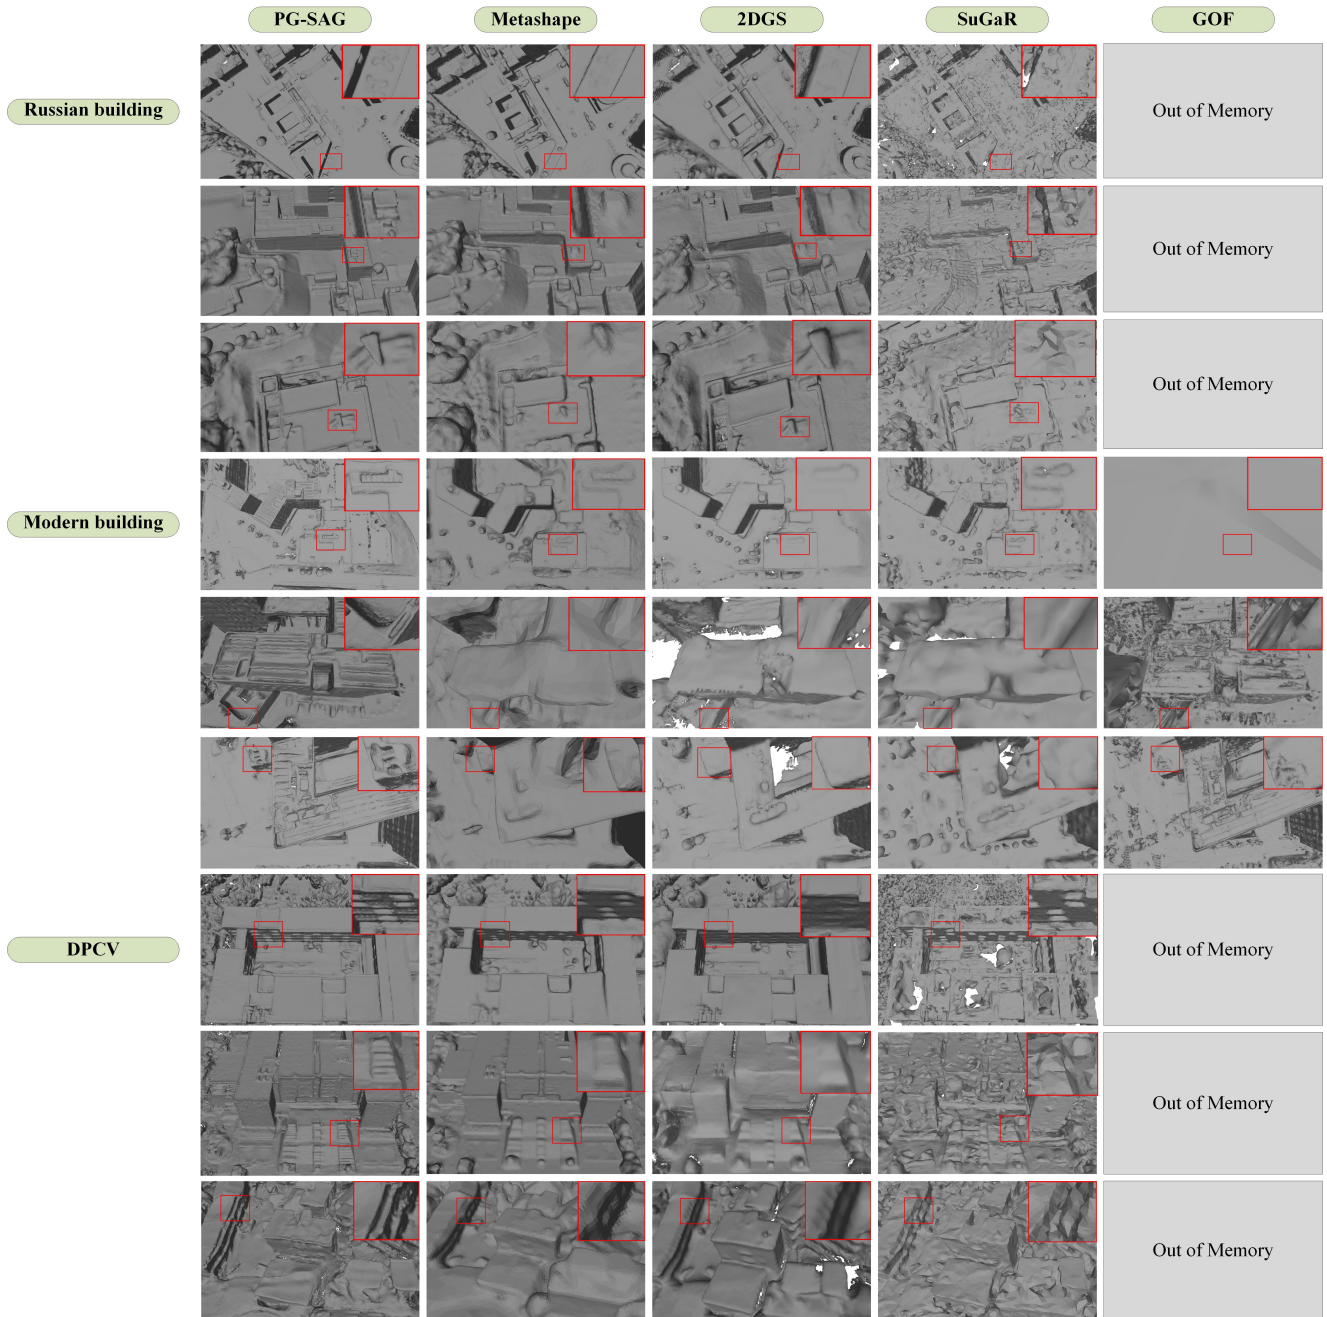 PG-SAG
Metashape
2DGS
SuGaR
GOF
Russian building
Out of Memory
Out of Memory
Out of Memory
Modern building
DPCV
Out of Memory
Out of Memory
Out of Memory